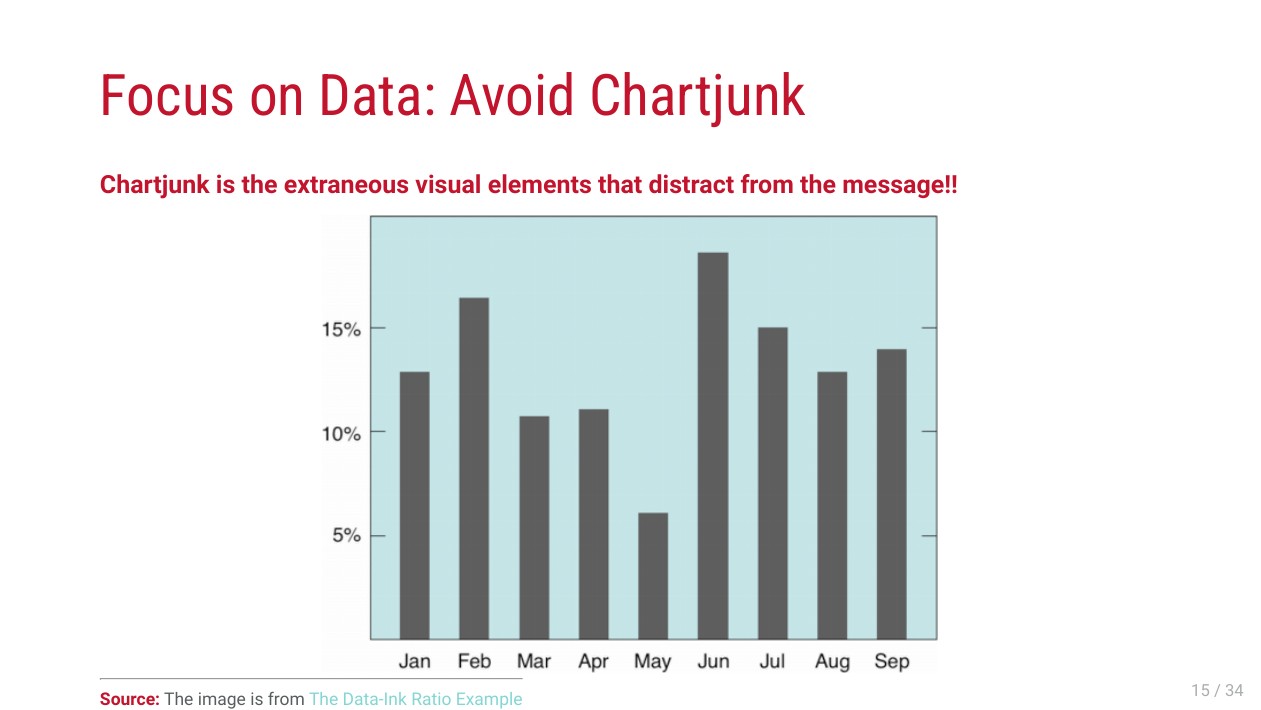 Focus on Data: Avoid Chartjunk
Chartjunk is the extraneous visual elements that distract from the message!!
15%
10%
5%
Jan Feb Mar Apr May Jun Jul Aug Sep
Source: The image is from The Data-Ink Ratio Example
15 / 34